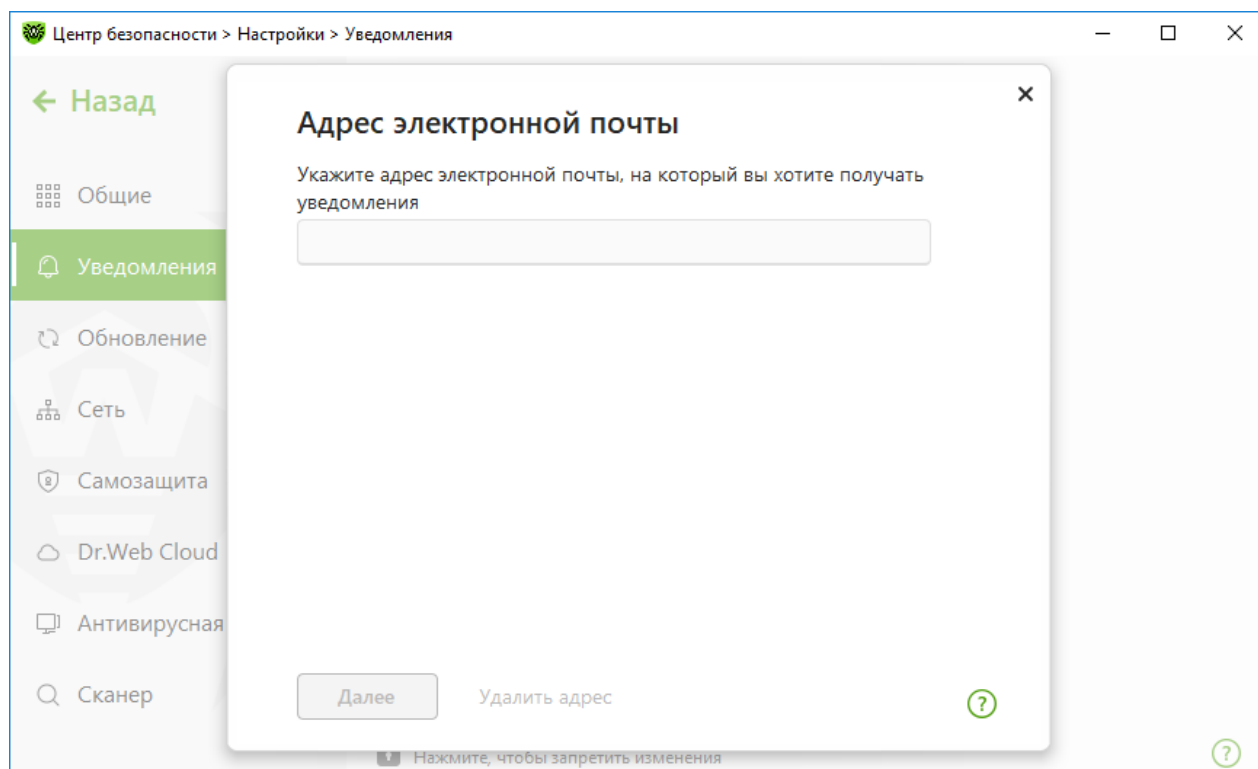 Центр безопасности > Настройки > Уведомления
Назад
Общие
Уведомления
Обновление
Сеть
Самозащита
Dr.Web Cloud
Антивирусная
Сканер
Адрес электронной почты
Укажите адрес электронной почты, на который вы хотите получать
уведомления
Далее
Удалить адрес
?
Нажмите, чтобы запретить изменения
?